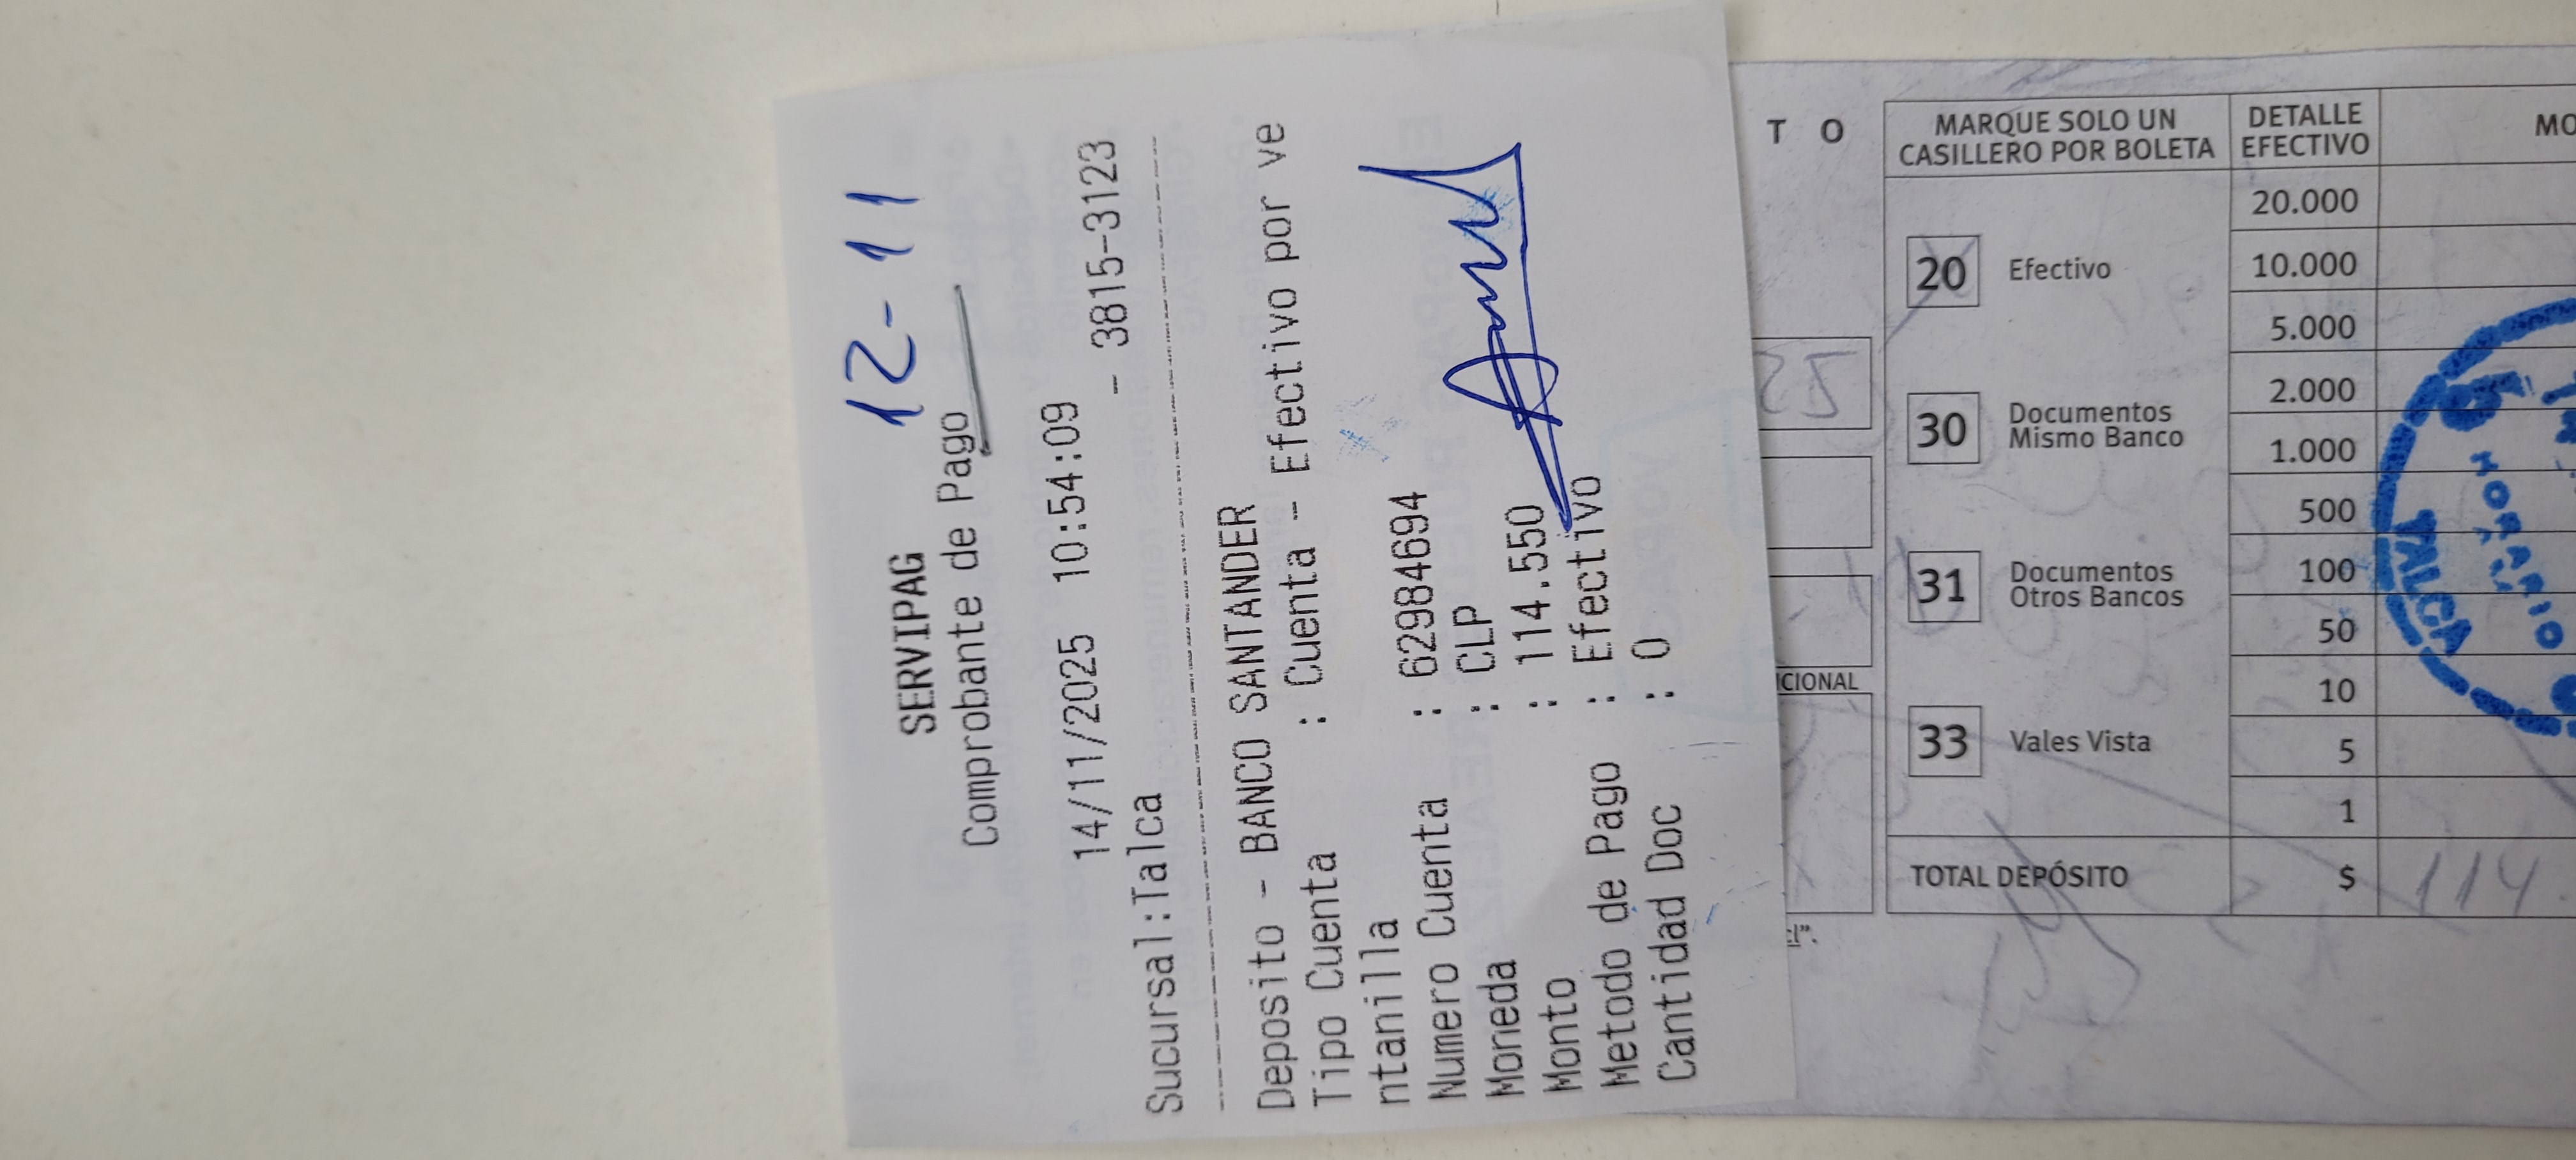 12-11
SERVIPAG
Comprobante de Pago
14/11/2025 10:54:09
Sucursal:Talca - 3815-3123
Deposito - BANCO SANTANDER
Tipo Cuenta : Cuenta - Efectivo por ve
ntanilla
Numero Cuenta : 62984694
Moneda : CLP
Monto : 114.550
Metodo de Pago : Efectivo
Cantidad Doc : 0
T O
25
CIONAL
MARQUE SOLO UN
CASILLERO POR BOLETA
20 Efectivo
30 Documentos
Mismo Banco
31 Documentos
Otros Bancos
33 Vales Vista
TOTAL DEPÓSITO $ 114.
DETALLE
EFECTIVO
20.000
10.000
5.000
2.000
1.000
500
100
50
10
5
1
MO
TALCA
HORARIO